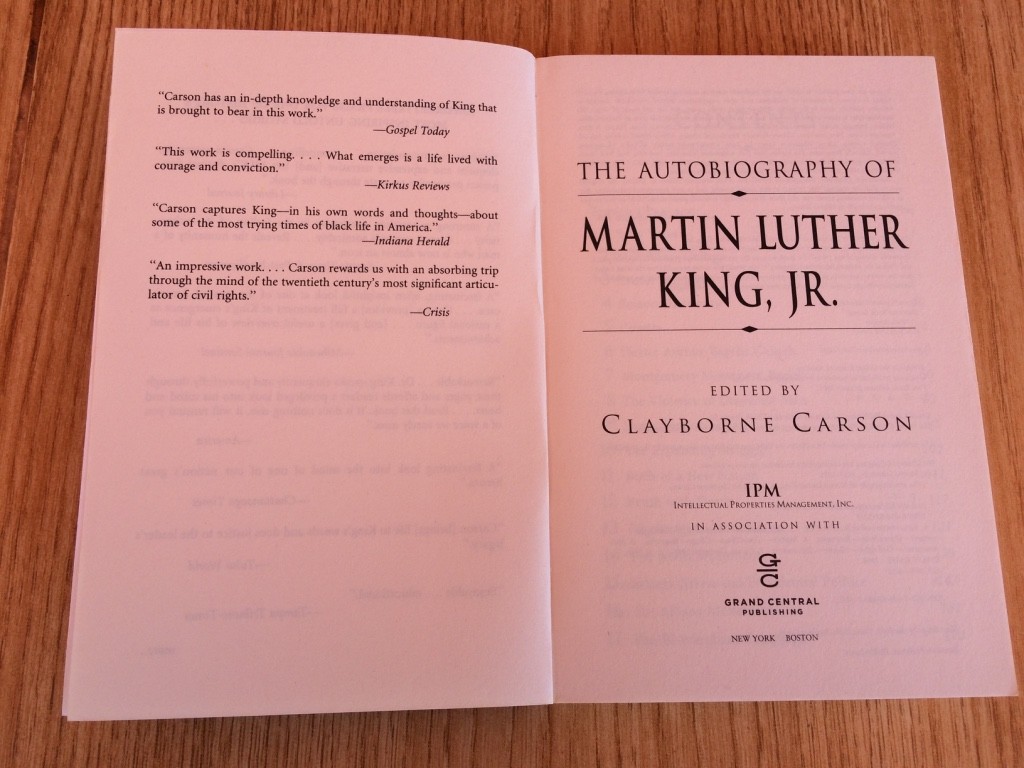 “Carson has an in-depth knowledge and understanding of King that
is brought to bear in this work.”
—Gospel Today
“This work is compelling. . . . What emerges is a life lived with
courage and conviction.”
—Kirkus Reviews
“Carson captures King—in his own words and thoughts—about
some of the most trying times of black life in America.”
—Indiana Herald
“An impressive work. . . . Carson rewards us with an absorbing trip
through the mind of the twentieth century’s most significant articu-
lator of civil rights.”
—Crisis
THE AUTOBIOGRAPHY OF
MARTIN LUTHER
KING, JR.
EDITED BY
CLAYBORNE CARSON
IPM
INTELLECTUAL PROPERTIES MANAGEMENT, INC.
IN ASSOCIATION WITH
GRAND CENTRAL
PUBLISHING
NEW YORK BOSTON